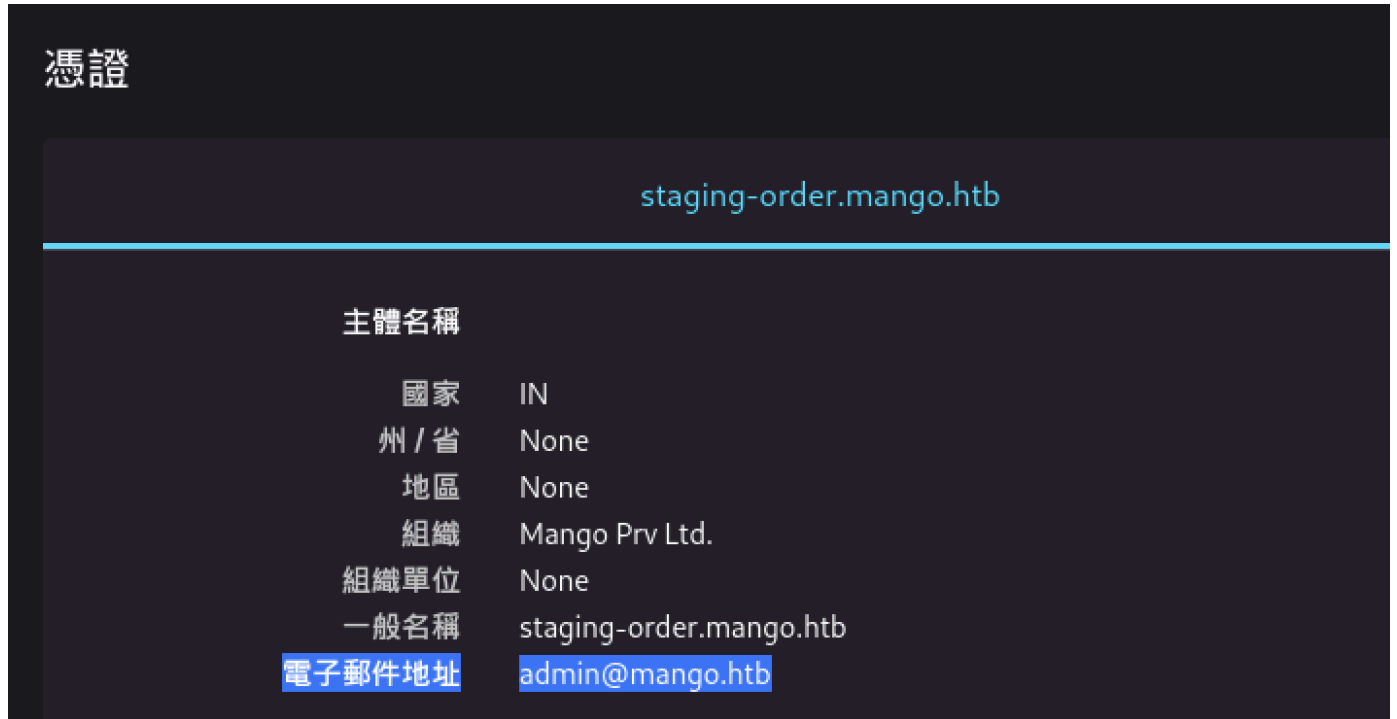 憑證
staging-order.mango.htb
主體名稱
國家 IN
州 / 省 None
地區 None
組織 Mango Prv Ltd.
組織單位 None
一般名稱 staging-order.mango.htb
電子郵件地址 admin@mango.htb